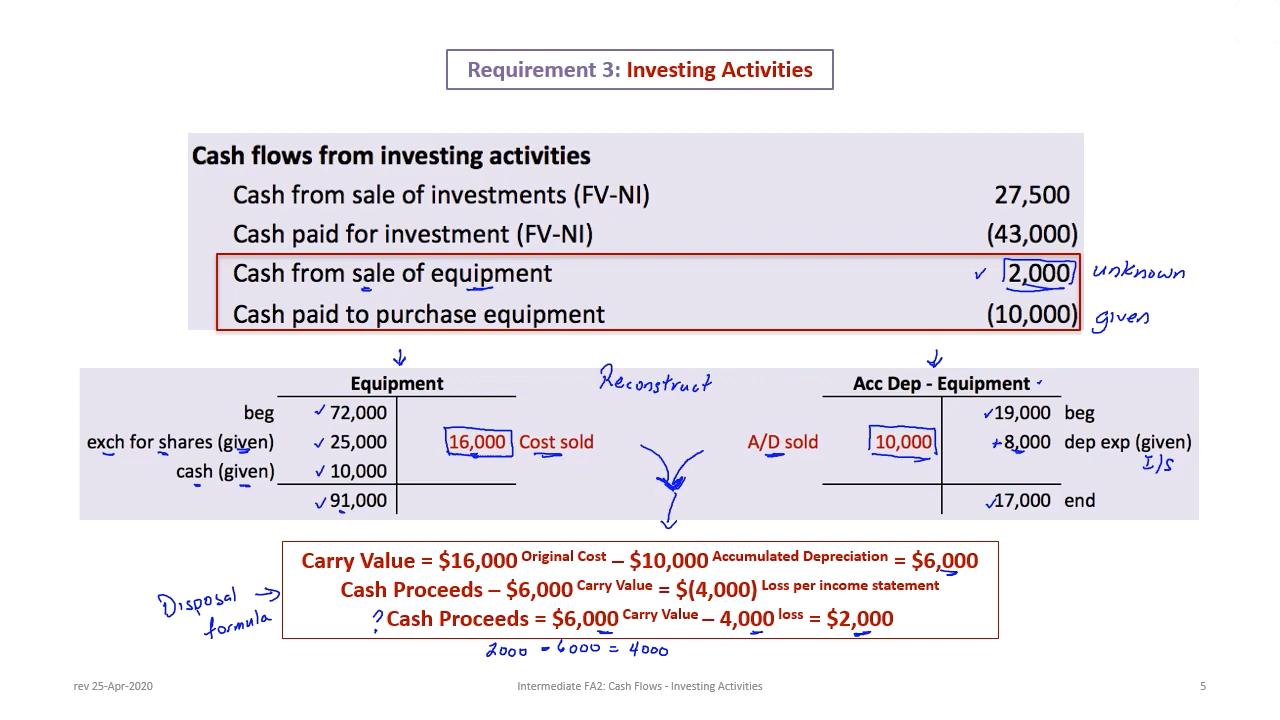 Requirement 3: Investing Activities
Cash flows from investing activities
Cash from sale of investments (FV-NI) 27,500
Cash paid for investment (FV-NI) (43,000)
Cash from sale of equipment ✓ 2,000 unknown
Cash paid to purchase equipment (10,000) given
Equipment Reconstruct Acc Dep - Equipment
beg ✓ 72,000 ✓ 19,000 beg
exch for shares (given) ✓ 25,000 16,000 Cost sold A/D sold 10,000 + 8,000 dep exp (given)
cash (given) ✓ 10,000 I/S
✓ 91,000 ✓ 17,000 end
Carry Value = $16,000 Original Cost – $10,000 Accumulated Depreciation = $6,000
Cash Proceeds – $6,000 Carry Value = $(4,000) Loss per income statement
Disposal formula → ? Cash Proceeds = $6,000 Carry Value – 4,000 loss = $2,000
2000 - 6000 = 4000
rev 25-Apr-2020 Intermediate FA2: Cash Flows - Investing Activities 5